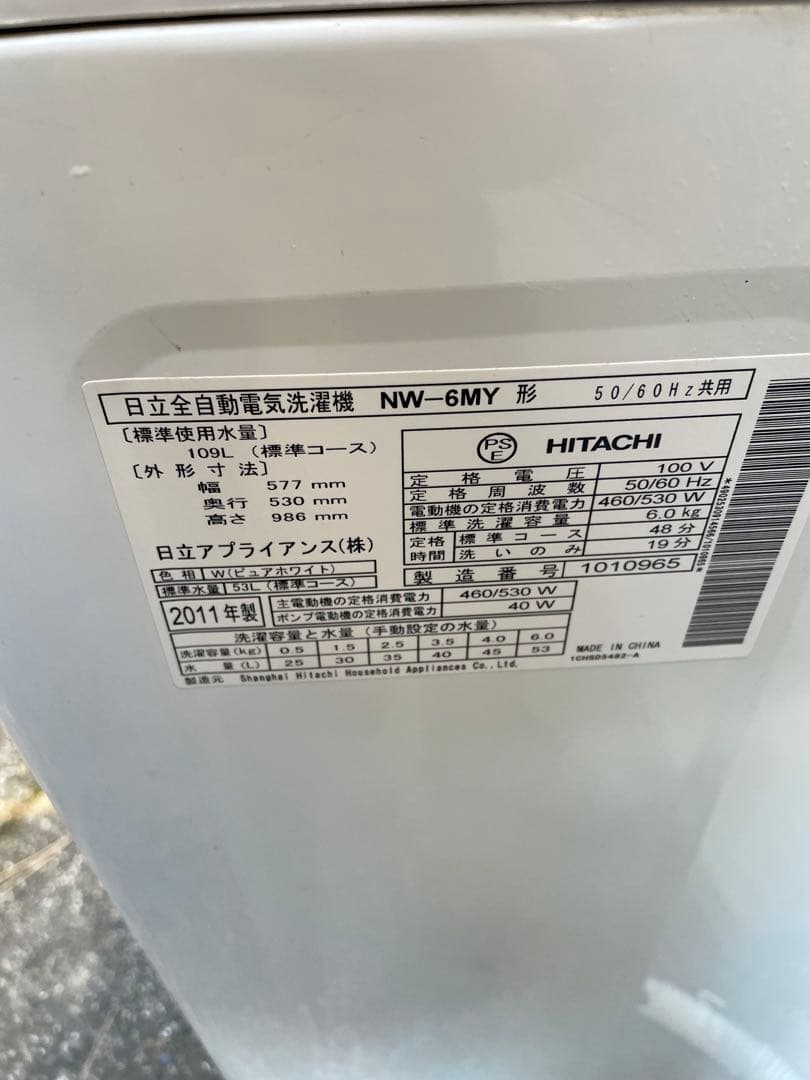 日立全自動電気洗濯機 NW-6MY 形 50/60Hz共用
〔標準使用水量〕
109L (標準コース)
〔外形寸法〕
幅 577 mm
奥行 530 mm
高さ 986 mm
日立アプライアンス(株)
色相 W(ピュアホワイト)
標準水量 53L (標準コース)
PS
E
HITACHI
定格電圧 100 V
定格周波数 50/60 Hz
電動機の定格消費電力 460/530 W
標準洗濯容量 6.0 kg
定格時間 標準コース 48分
洗いのみ 19分
製造番号 1010965
2011年製
主電動機の定格消費電力 460/530 W
ポンプ電動機の定格消費電力 40 W
洗濯容量と水量 (手動設定の水量)
洗濯容量(kg) 0.5 1.5 2.5 3.5 4.0 6.0
水量(L) 25 30 35 40 45 53
製造元 Shanghai Hitachi Household Appliances Co.,Ltd.
MADE IN CHINA